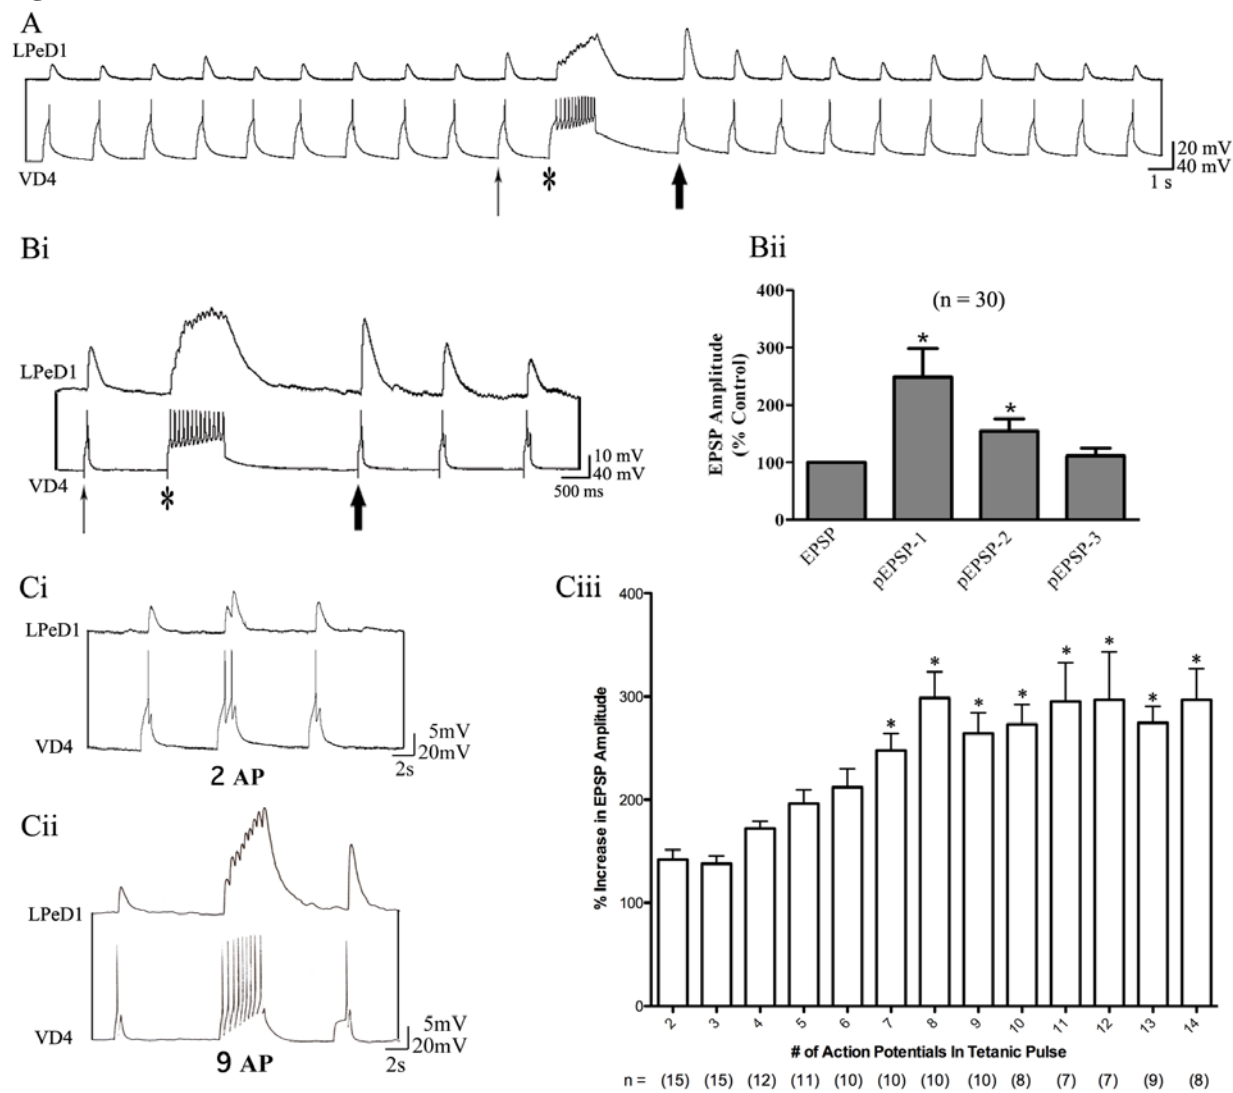 A
LPeD1
VD4
*
20 mV
40 mV
1 s
Bi
LPeD1
VD4
*
10 mV
40 mV
500 ms
Bii
(n = 30)
EPSP Amplitude
(% Control)
400
300
200
100
0
*
*
EPSP
pEPSP-1
pEPSP-2
pEPSP-3
Ci
LPeD1
VD4
5mV
20mV
2s
2 AP
Cii
LPeD1
VD4
5mV
20mV
2s
9 AP
Ciii
% Increase in EPSP Amplitude
400
300
200
100
0
* * * * * * * *
2 3 4 5 6 7 8 9 10 11 12 13 14
# of Action Potentials In Tetanic Pulse
n = (15) (15) (12) (11) (10) (10) (10) (10) (8) (7) (7) (9) (8)